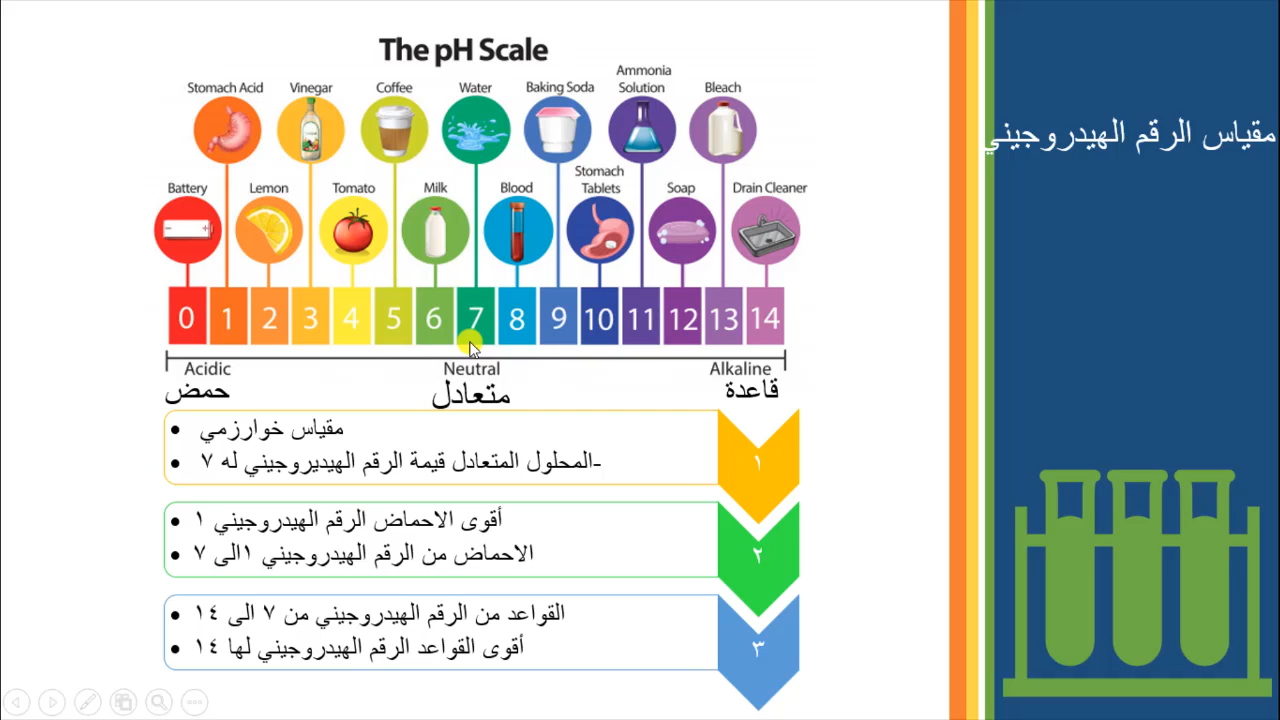 The pH Scale
مقياس الرقم الهيدروجيني
Stomach Acid
Vinegar
Coffee
Water
Baking Soda
Ammonia
Solution
Bleach
Battery
Lemon
Tomato
Milk
Blood
Stomach
Tablets
Soap
Drain Cleaner
0 1 2 3 4 5 6 7 8 9 10 11 12 13 14
Acidic Neutral Alkaline
حمض متعادل قاعدة
١
• مقياس خوارزمي
• -المحلول المتعادل قيمة الرقم الهيديروجيني له ٧
٢
• أقوى الاحماض الرقم الهيدروجيني ١
• الاحماض من الرقم الهيدروجيني ١الى ٧
٣
• القواعد من الرقم الهيدروجيني من ٧ الى ١٤
• أقوى القواعد الرقم الهيدروجيني لها ١٤